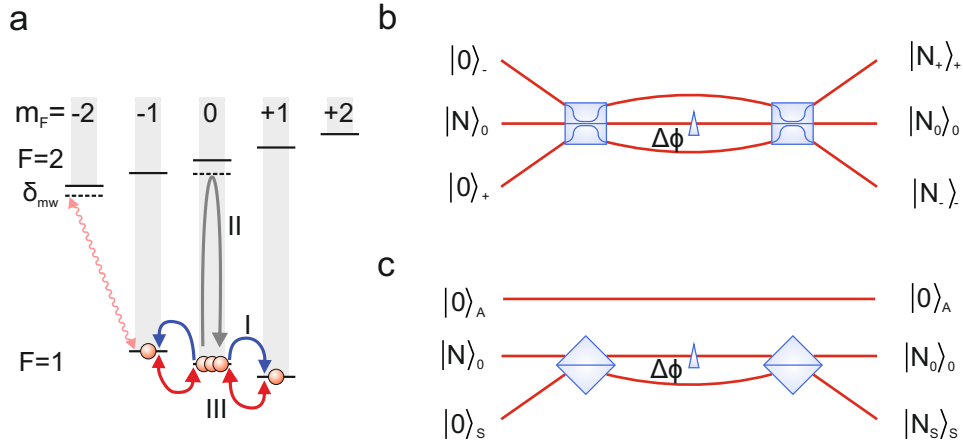 a
m_F= -2 -1 0 +1 +2
F=2
δ_mw
II
I
F=1
III
b
|0⟩_-
|N_+⟩_+
|N⟩_0
Δϕ
|N_0⟩_0
|0⟩_+
|N_-⟩_-
c
|0⟩_A
|0⟩_A
|N⟩_0
Δϕ
|N_0⟩_0
|0⟩_S
|N_S⟩_S